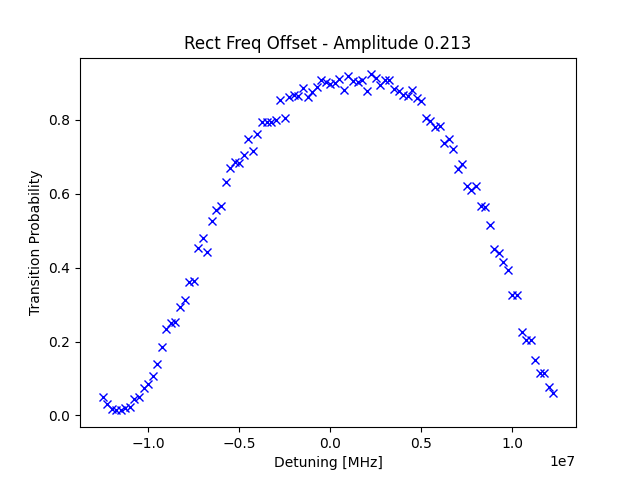 Rect Freq Offset - Amplitude 0.213
Transition Probability
0.8
0.6
0.4
0.2
0.0
−1.0 −0.5 0.0 0.5 1.0
1e7
Detuning [MHz]